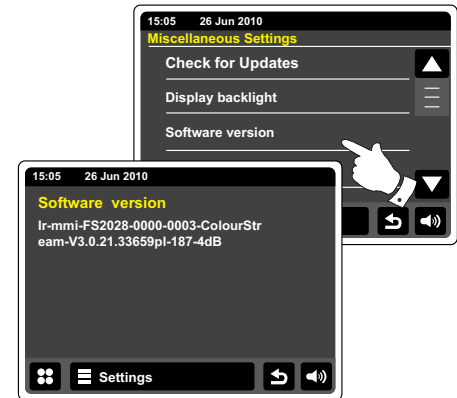 15:05 26 Jun 2010
Miscellaneous Settings
Check for Updates
Display backlight
Software version
15:05 26 Jun 2010
Software version
Ir-mmi-FS2028-0000-0003-ColourStr
eam-V3.0.21.33659pl-187-4dB
Settings